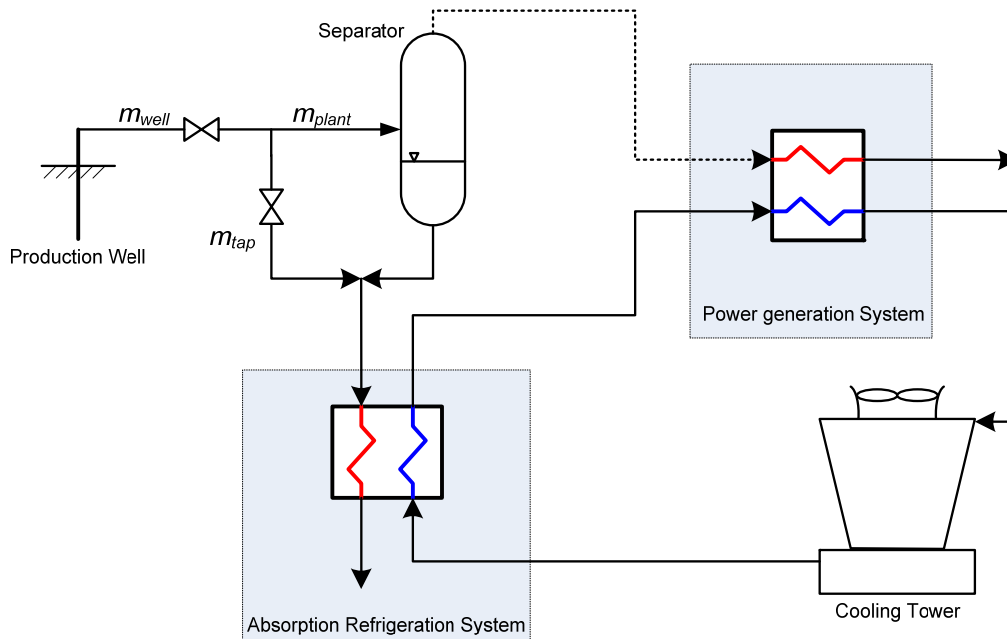 Separator
m_well
m_plant
m_tap
Production Well
Power generation System
Absorption Refrigeration System
Cooling Tower